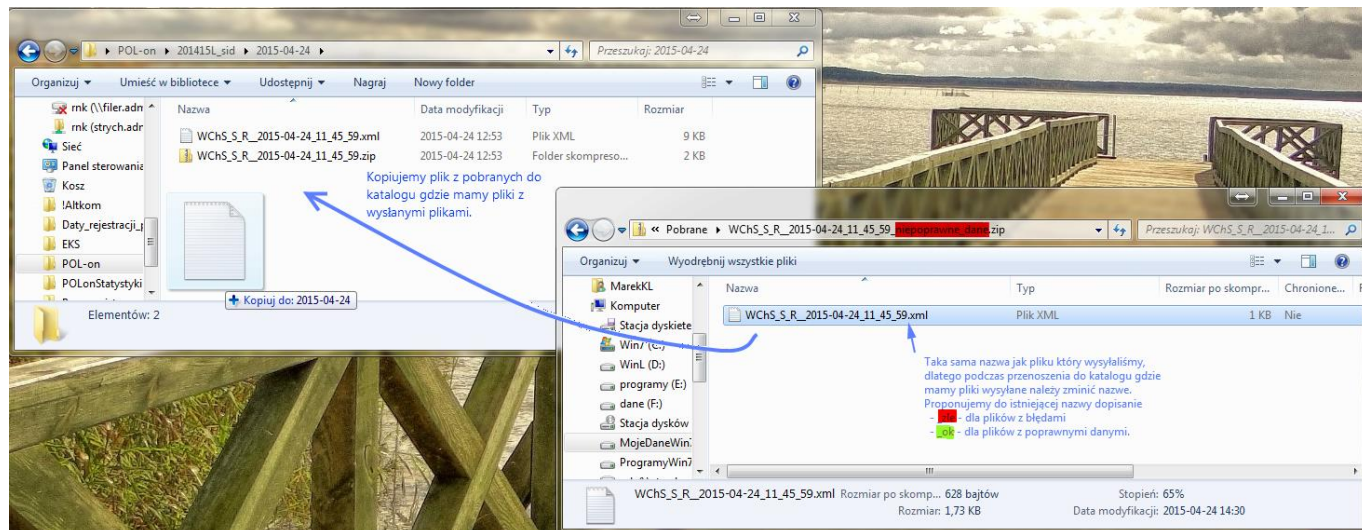 POL-on ▸ 201415L_sid ▸ 2015-04-24 ▸
Przeszukaj: 2015-04-24
Organizuj ▾ Umieść w bibliotece ▾ Udostępnij ▾ Nagraj Nowy folder
Nazwa Data modyfikacji Typ Rozmiar
WChS_S_R__2015-04-24_11_45_59.xml 2015-04-24 12:53 Plik XML 9 KB
WChS_S_R__2015-04-24_11_45_59.zip 2015-04-24 12:53 Folder skompreso... 2 KB
rnk (\\filer.adn
rnk (strych.adr
Sieć
Panel sterowania
Kosz
!Altkom
Daty_rejestracji_p
EKS
POL-on
POLonStatystyki
Kopiujemy plik z pobranych do
katalogu gdzie mamy pliki z
wysłanymi plikami.
Kopiuj do: 2015-04-24
Elementów: 2
« Pobrane ▸ WChS_S_R__2015-04-24_11_45_59_niepoprawne_dane.zip
Przeszukaj: WChS_S_R__2015-04-24_1...
Organizuj ▾ Wyodrębnij wszystkie pliki
Nazwa Typ Rozmiar po skompr... Chronione...
WChS_S_R__2015-04-24_11_45_59.xml Plik XML 1 KB Nie
MarekKL
Komputer
Stacja dyskiete
Win7 (C:)
WinL (D:)
programy (E:)
dane (F:)
Stacja dysków
MojeDaneWin7
ProgramyWin7
Taka sama nazwa jak pliku który wysyłaliśmy,
dlatego podczas przenoszenia do katalogu gdzie
mamy pliki wysyłane należy zminić nazwe.
Proponujemy do istniejącej nazwy dopisanie
- _zle - dla plików z błędami
- _ok - dla plików z poprawnymi danymi.
WChS_S_R__2015-04-24_11_45_59.xml Rozmiar po skomp... 628 bajtów Stopień: 65%
Rozmiar: 1,73 KB Data modyfikacji: 2015-04-24 14:30